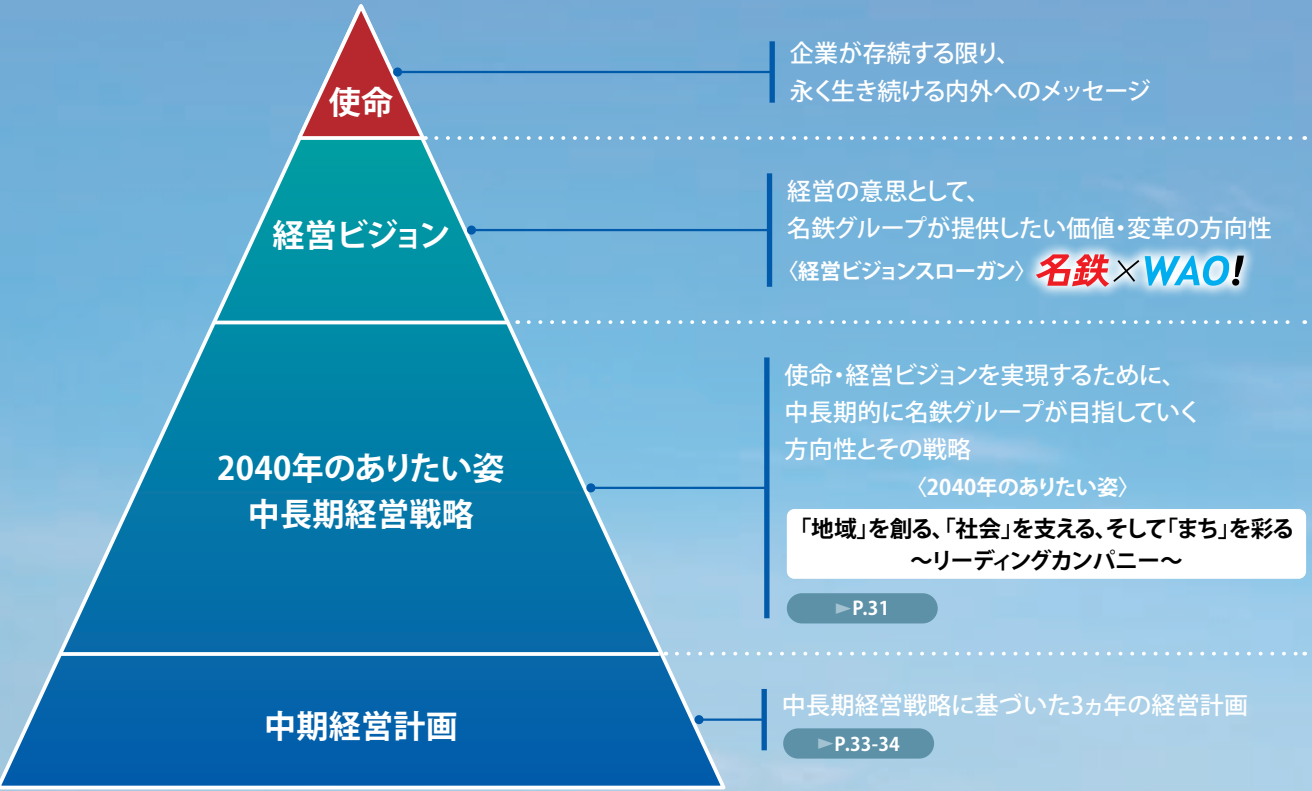 使命
企業が存続する限り、
永く生き続ける内外へのメッセージ
経営ビジョン
経営の意思として、
名鉄グループが提供したい価値・変革の方向性
〈経営ビジョンスローガン〉 名鉄×WAO!
2040年のありたい姿
中長期経営戦略
使命・経営ビジョンを実現するために、
中長期的に名鉄グループが目指していく
方向性とその戦略
〈2040年のありたい姿〉
「地域」を創る、「社会」を支える、そして「まち」を彩る
～リーディングカンパニー～
►P.31
中期経営計画
中長期経営戦略に基づいた3ヵ年の経営計画
►P.33-34